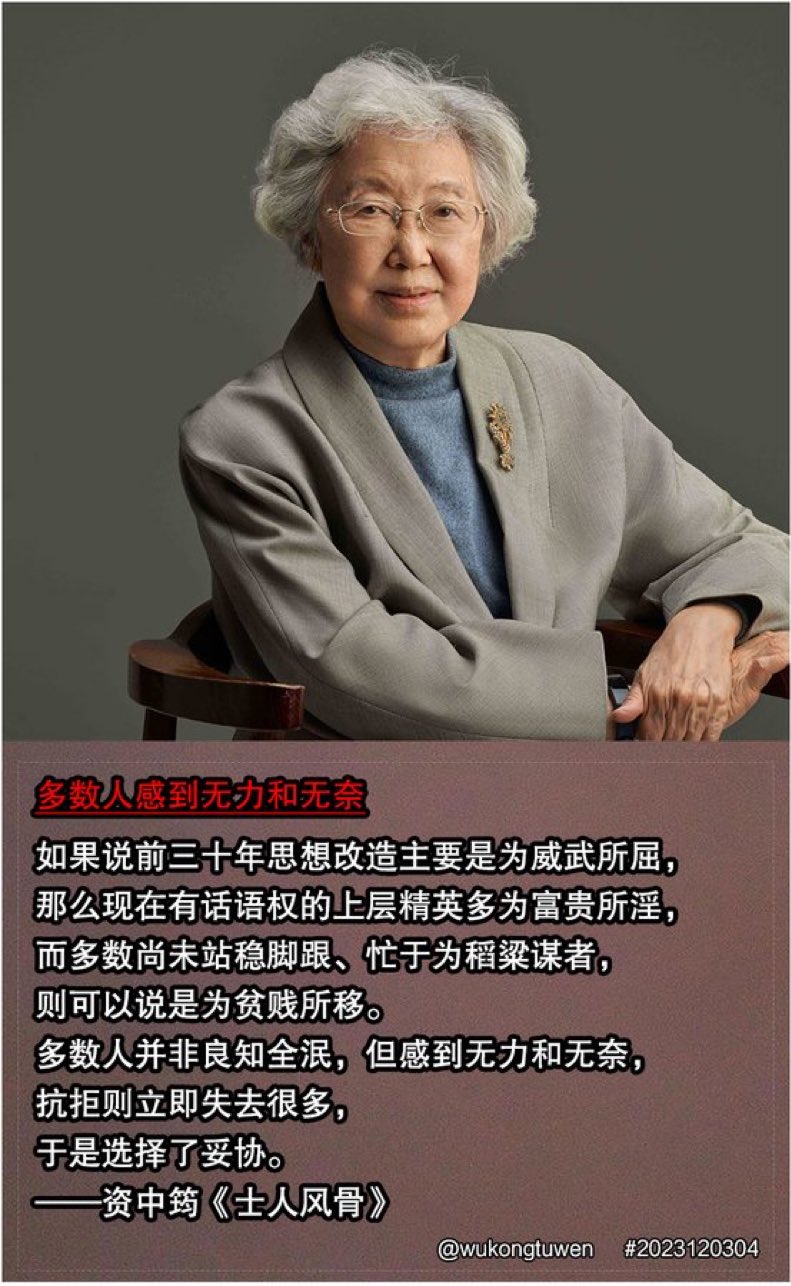 多数人感到无力和无奈
如果说前三十年思想改造主要是为威武所屈，
那么现在有话语权的上层精英多为富贵所淫，
而多数尚未站稳脚跟、忙于为稻粱谋者，
则可以说是为贫贱所移。
多数人并非良知全泯，但感到无力和无奈，
抗拒则立即失去很多，
于是选择了妥协。
——资中筠《士人风骨》
@wukongtuwen #2023120304